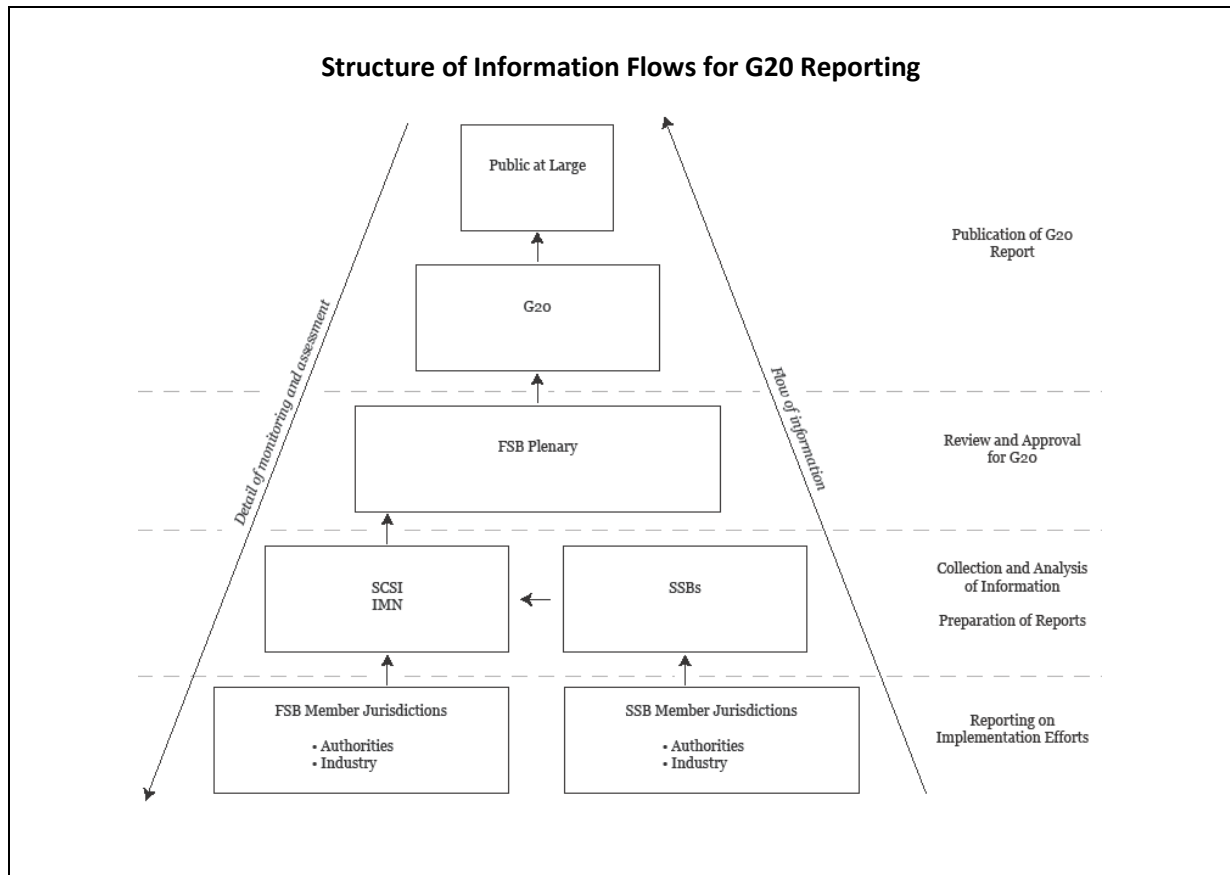 Structure of Information Flows for G20 Reporting
Public at Large
Publication of G20
Report
G20
Detail of monitoring and assessment
Flow of information
FSB Plenary
Review and Approval
for G20
SCSI
IMN
SSBs
Collection and Analysis
of Information
Preparation of Reports
FSB Member Jurisdictions
• Authorities
• Industry
SSB Member Jurisdictions
• Authorities
• Industry
Reporting on
Implementation Efforts